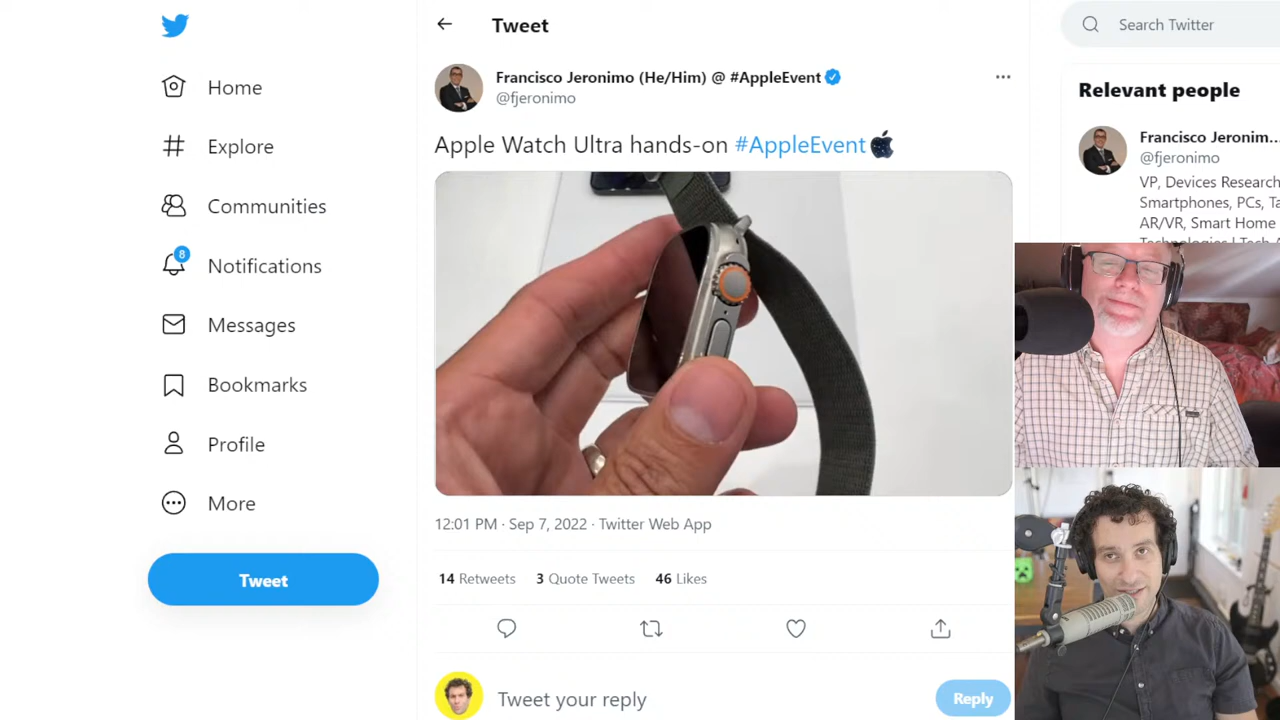 Tweet
Search Twitter
Home
Explore
Communities
8
Notifications
Messages
Bookmarks
Profile
More
Tweet
Francisco Jeronimo (He/Him) @ #AppleEvent
@fjeronimo
Apple Watch Ultra hands-on #AppleEvent
12:01 PM · Sep 7, 2022 · Twitter Web App
14 Retweets 3 Quote Tweets 46 Likes
Tweet your reply
Reply
Relevant people
Francisco Jeronim...
@fjeronimo
VP, Devices Research
Smartphones, PCs, Ta
AR/VR, Smart Home